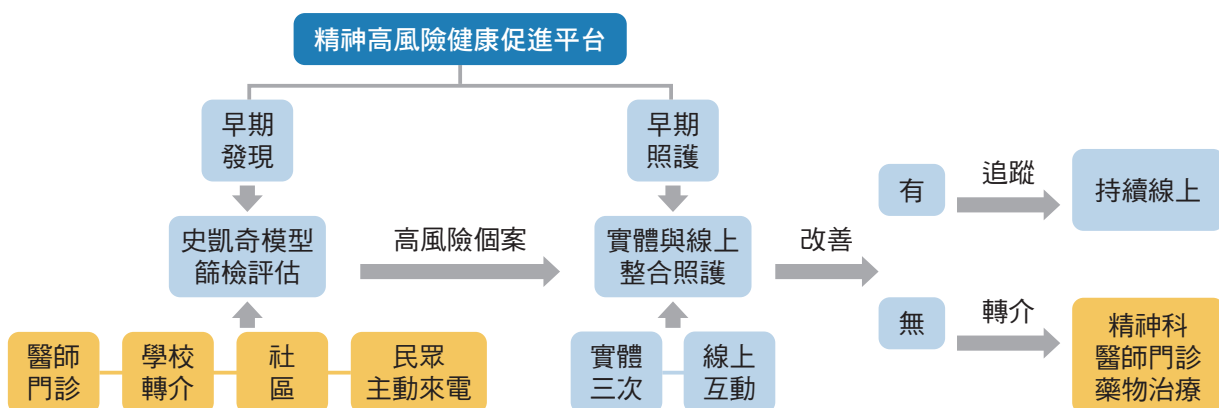 精神高風險健康促進平台
早期
發現
早期
照護
史凱奇模型
篩檢評估
高風險個案
實體與線上
整合照護
改善
有
追蹤
持續線上
無
轉介
精神科
醫師門診
藥物治療
醫師
門診
學校
轉介
社
區
民眾
主動來電
實體
三次
線上
互動